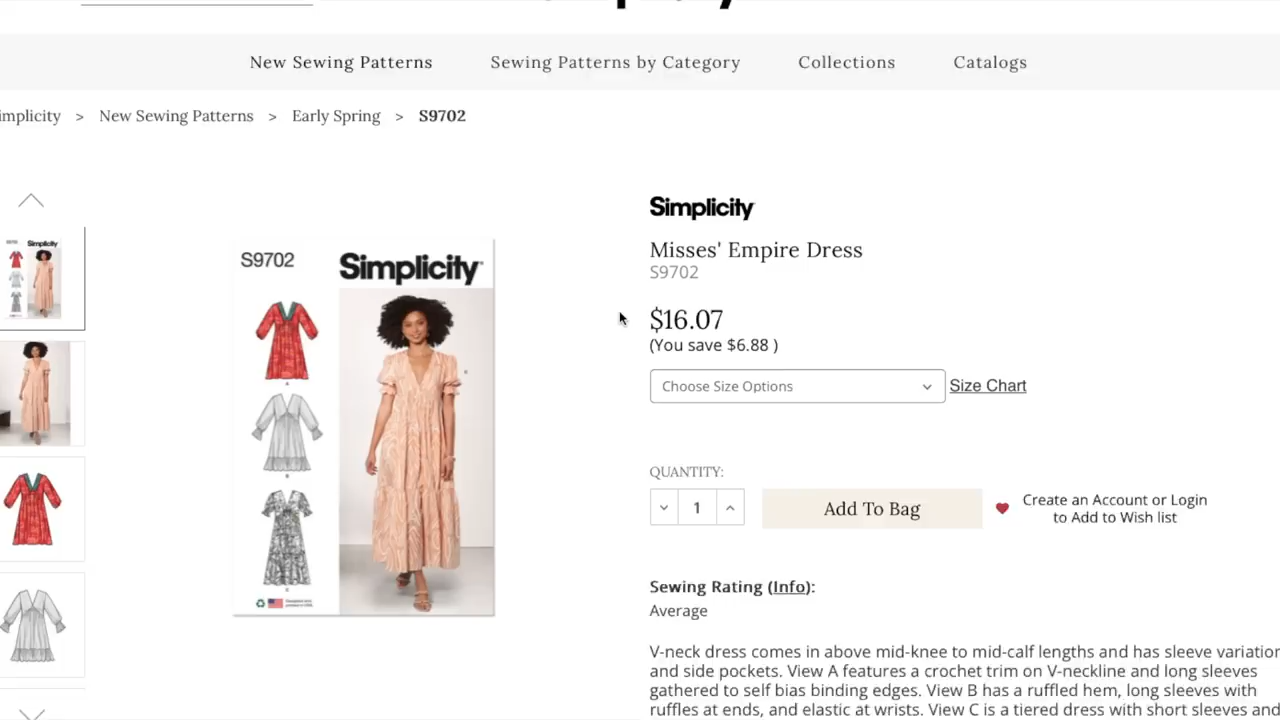 New Sewing Patterns Sewing Patterns by Category Collections Catalogs
implicity > New Sewing Patterns > Early Spring > S9702
Simplicity
S9702 Simplicity
A
B
C
Simplicity
Misses' Empire Dress
S9702
$16.07
(You save $6.88 )
Choose Size Options Size Chart
QUANTITY:
1 Add To Bag Create an Account or Login
to Add to Wish list
Sewing Rating (Info):
Average
V-neck dress comes in above mid-knee to mid-calf lengths and has sleeve variation
and side pockets. View A features a crochet trim on V-neckline and long sleeves
gathered to self bias binding edges. View B has a ruffled hem, long sleeves with
ruffles at ends, and elastic at wrists. View C is a tiered dress with short sleeves and